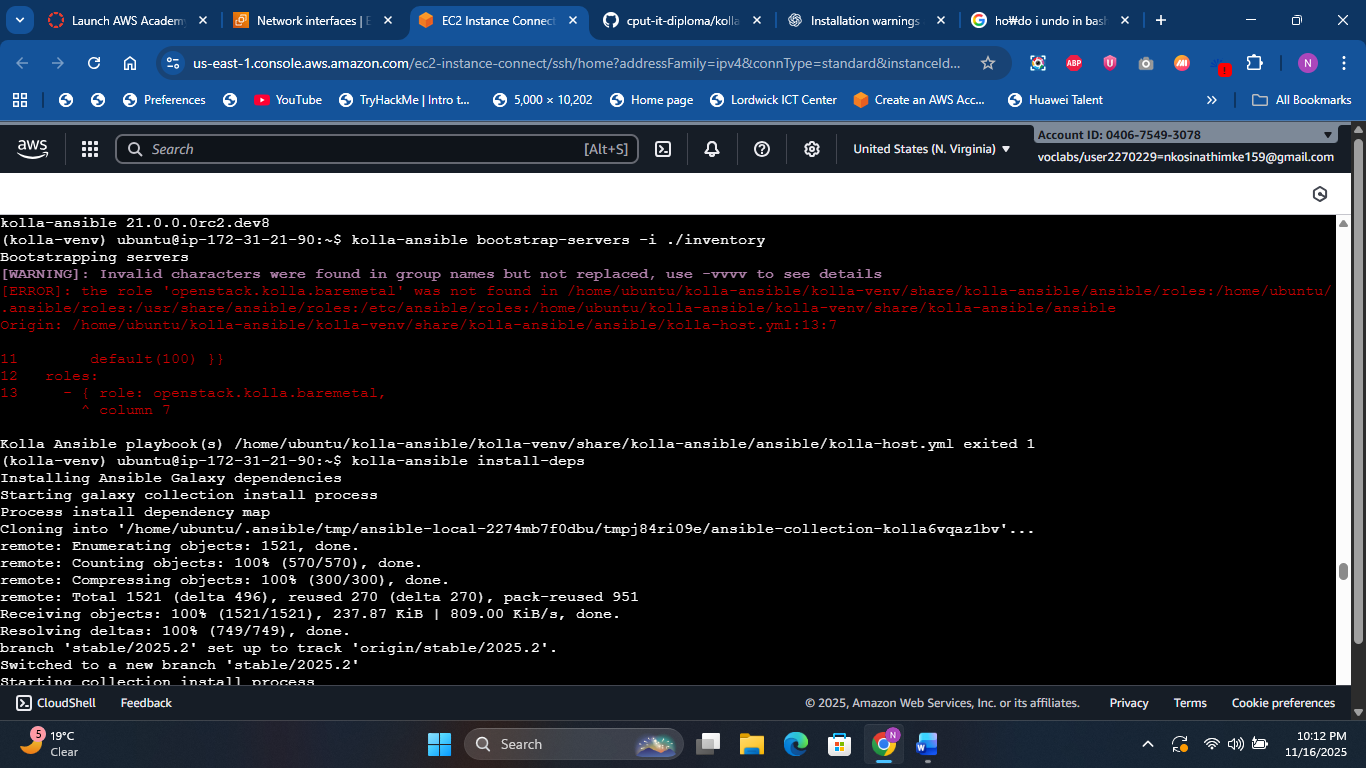 Launch AWS Academy
Network interfaces | E
EC2 Instance Connect
cput-it-diploma/kolla
Installation warnings
ho₩do i undo in bash
us-east-1.console.aws.amazon.com/ec2-instance-connect/ssh/home?addressFamily=ipv4&connType=standard&instanceId...
ABP
U
N
Preferences
YouTube
TryHackMe | Intro t...
5,000 × 10,202
Home page
Lordwick ICT Center
Create an AWS Acc...
Huawei Talent
»
All Bookmarks
aws
Search
[Alt+S]
United States (N. Virginia)
Account ID: 0406-7549-3078
voclabs/user2270229=nkosinathimke159@gmail.com
kolla-ansible 21.0.0.0rc2.dev8
(kolla-venv) ubuntu@ip-172-31-21-90:~$ kolla-ansible bootstrap-servers -i ./inventory
Bootstrapping servers
[WARNING]: Invalid characters were found in group names but not replaced, use -vvvv to see details
[ERROR]: the role 'openstack.kolla.baremetal' was not found in /home/ubuntu/kolla-ansible/kolla-venv/share/kolla-ansible/ansible/roles:/home/ubuntu/
.ansible/roles:/usr/share/ansible/roles:/etc/ansible/roles:/home/ubuntu/kolla-ansible/kolla-venv/share/kolla-ansible/ansible
Origin: /home/ubuntu/kolla-ansible/kolla-venv/share/kolla-ansible/ansible/kolla-host.yml:13:7
11 default(100) }}
12 roles:
13 - { role: openstack.kolla.baremetal,
^ column 7
Kolla Ansible playbook(s) /home/ubuntu/kolla-ansible/kolla-venv/share/kolla-ansible/ansible/kolla-host.yml exited 1
(kolla-venv) ubuntu@ip-172-31-21-90:~$ kolla-ansible install-deps
Installing Ansible Galaxy dependencies
Starting galaxy collection install process
Process install dependency map
Cloning into '/home/ubuntu/.ansible/tmp/ansible-local-2274mb7f0dbu/tmpj84ri09e/ansible-collection-kolla6vqaz1bv'...
remote: Enumerating objects: 1521, done.
remote: Counting objects: 100% (570/570), done.
remote: Compressing objects: 100% (300/300), done.
remote: Total 1521 (delta 496), reused 270 (delta 270), pack-reused 951
Receiving objects: 100% (1521/1521), 237.87 KiB | 809.00 KiB/s, done.
Resolving deltas: 100% (749/749), done.
branch 'stable/2025.2' set up to track 'origin/stable/2025.2'.
Switched to a new branch 'stable/2025.2'
Starting collection install process
CloudShell
Feedback
© 2025, Amazon Web Services, Inc. or its affiliates.
Privacy
Terms
Cookie preferences
5
19°C
Clear
Search
N
10:12 PM
11/16/2025